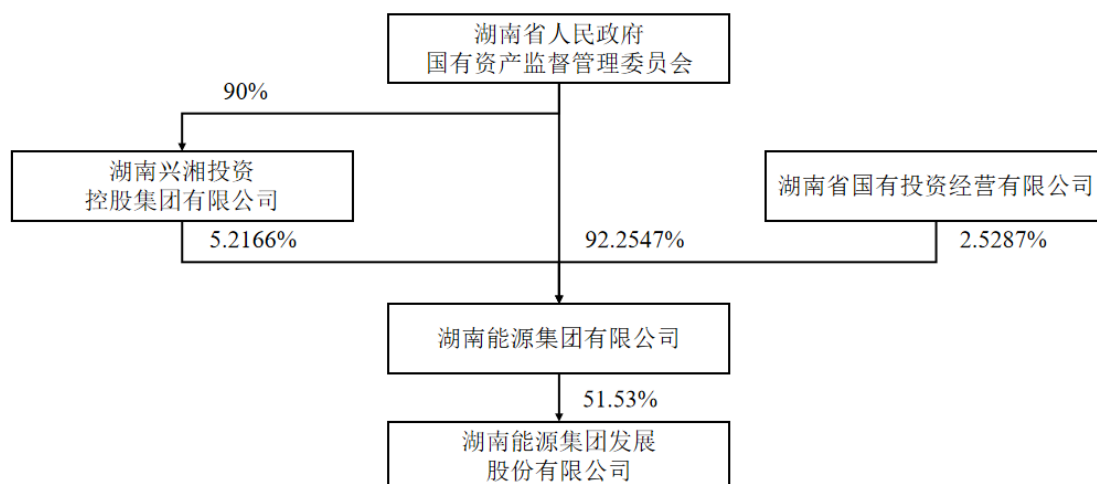 湖南省人民政府
国有资产监督管理委员会
90%
湖南兴湘投资
控股集团有限公司
湖南省国有投资经营有限公司
5.2166%
92.2547%
2.5287%
湖南能源集团有限公司
51.53%
湖南能源集团发展
股份有限公司